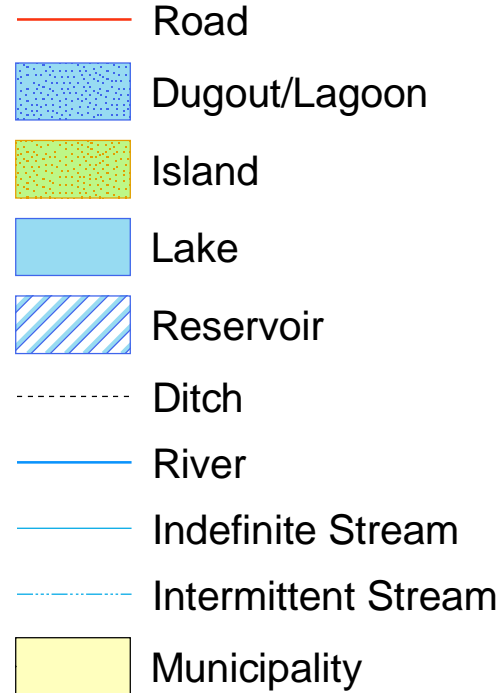 Road
Dugout/Lagoon
Island
Lake
Reservoir
Ditch
River
Indefinite Stream
Intermittent Stream
Municipality